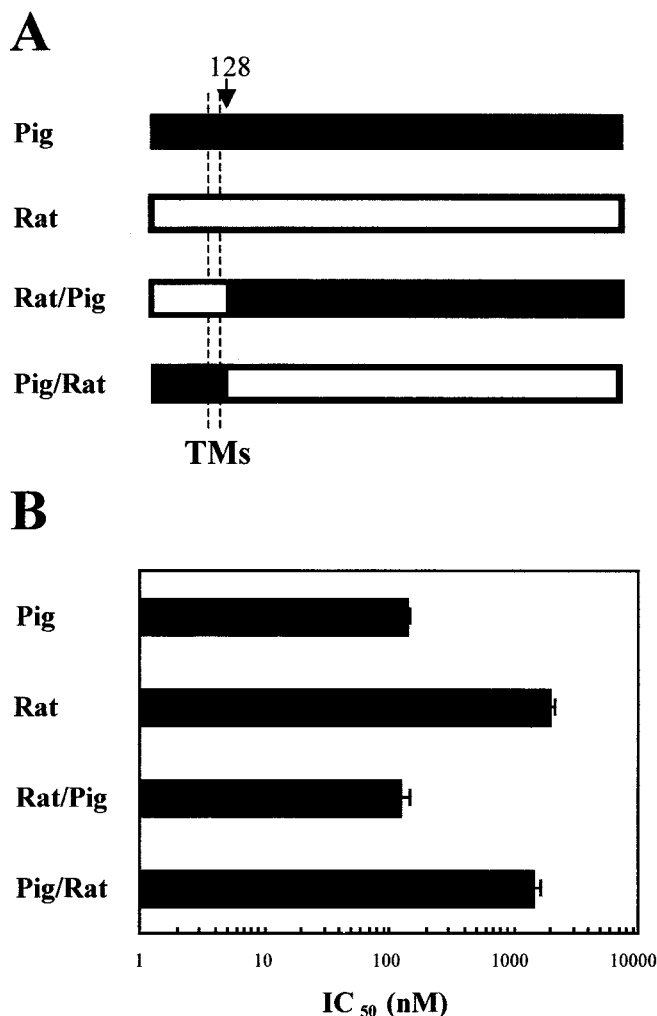 A
128
Pig
Rat
Rat/Pig
Pig/Rat
TMs
B
Pig
Rat
Rat/Pig
Pig/Rat
1 10 100 1000 10000
IC 50 (nM)